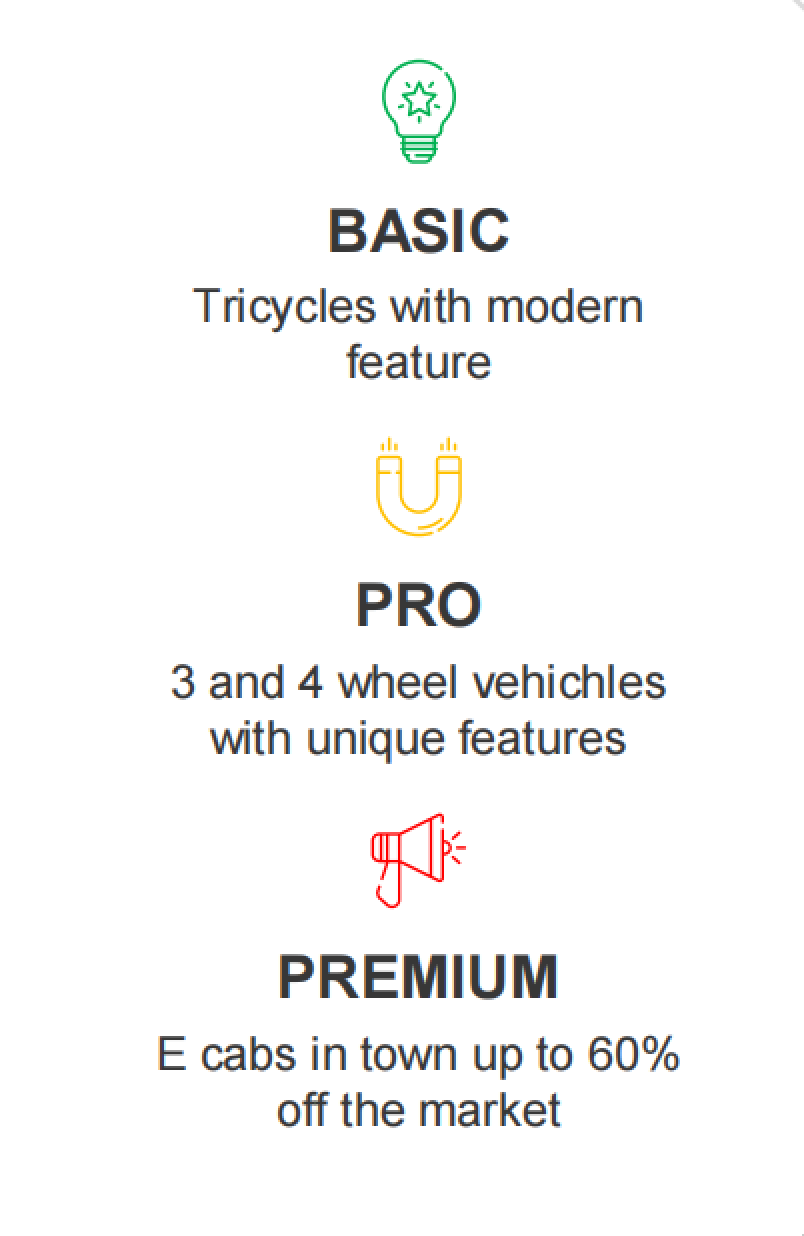 BASIC
Tricycles with modern
feature
PRO
3 and 4 wheel vehichles
with unique features
PREMIUM
E cabs in town up to 60%
off the market